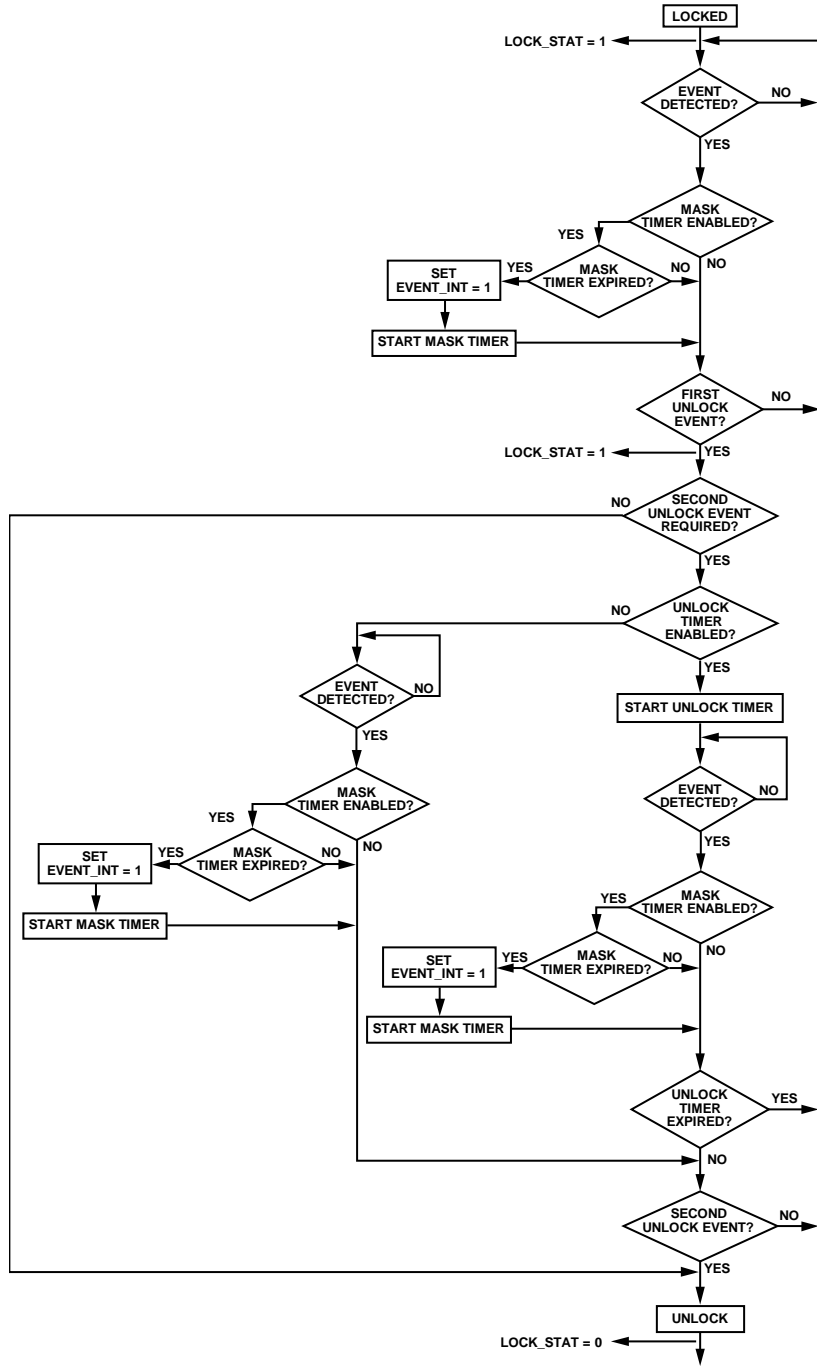 LOCKED
LOCK_STAT = 1
EVENT
DETECTED?
NO
YES
MASK
TIMER ENABLED?
YES
NO
MASK
TIMER EXPIRED?
YES
NO
SET
EVENT_INT = 1
START MASK TIMER
FIRST
UNLOCK
EVENT?
NO
YES
LOCK_STAT = 1
SECOND
UNLOCK EVENT
REQUIRED?
NO
YES
UNLOCK
TIMER
ENABLED?
NO
YES
EVENT
DETECTED?
NO
YES
START UNLOCK TIMER
EVENT
DETECTED?
NO
YES
MASK
TIMER ENABLED?
YES
NO
MASK
TIMER EXPIRED?
YES
NO
SET
EVENT_INT = 1
START MASK TIMER
MASK
TIMER ENABLED?
YES
NO
MASK
TIMER EXPIRED?
YES
NO
SET
EVENT_INT = 1
START MASK TIMER
UNLOCK
TIMER
EXPIRED?
YES
NO
SECOND
UNLOCK EVENT?
NO
YES
UNLOCK
LOCK_STAT = 0